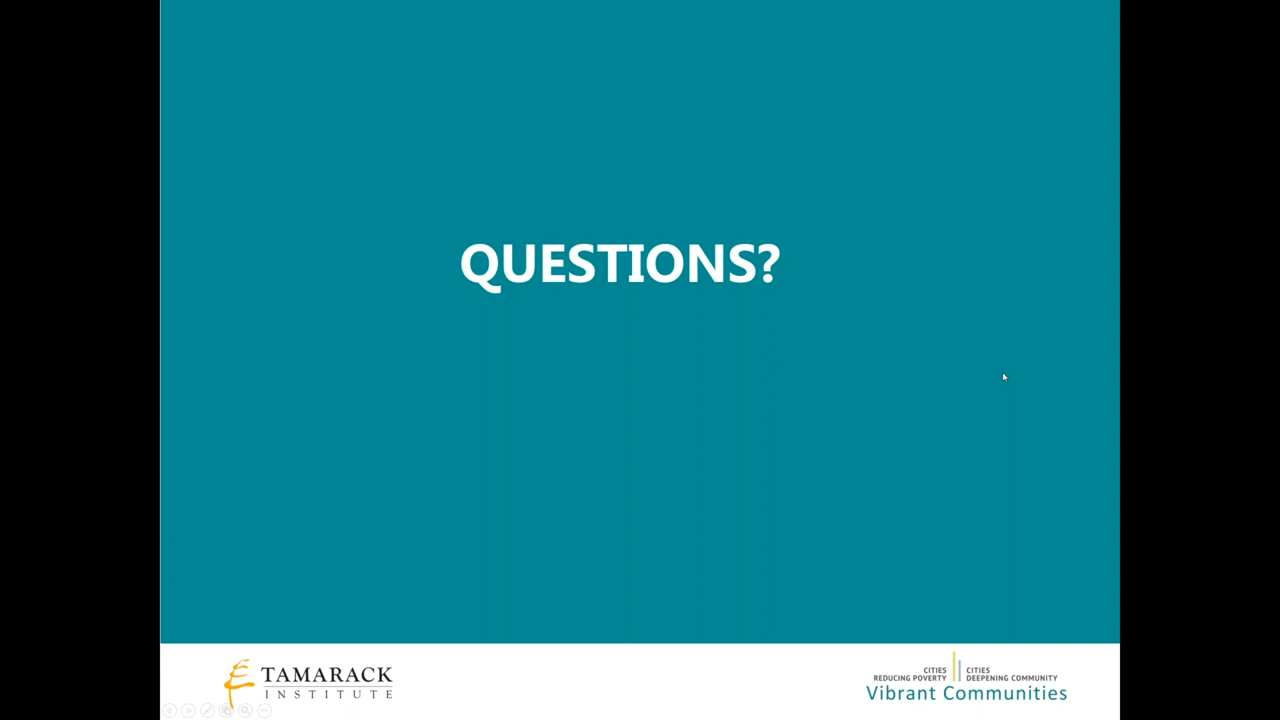 QUESTIONS?
TAMARACK
INSTITUTE
CITIES
REDUCING POVERTY
CITIES
DEEPENING COMMUNITY
Vibrant Communities